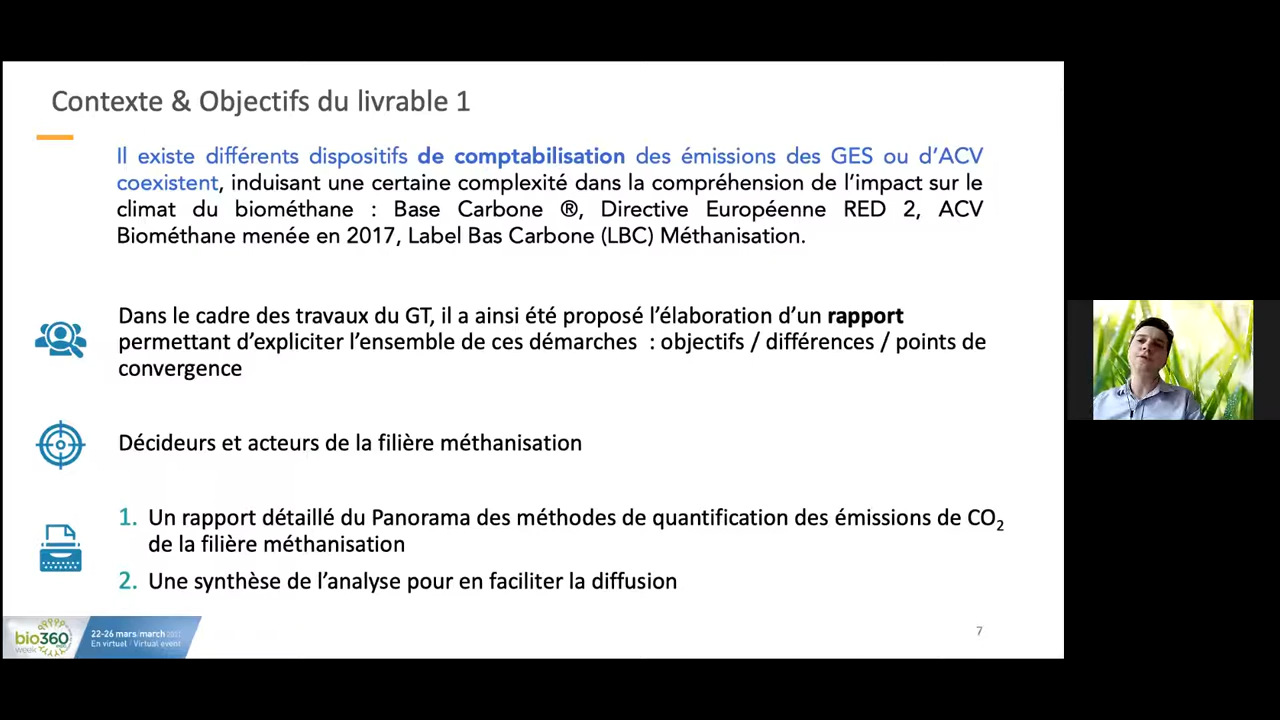 Contexte & Objectifs du livrable 1
Il existe différents dispositifs de comptabilisation des émissions des GES ou d’ACV
coexistent, induisant une certaine complexité dans la compréhension de l’impact sur le
climat du biométhane : Base Carbone ®, Directive Européenne RED 2, ACV
Biométhane menée en 2017, Label Bas Carbone (LBC) Méthanisation.
Dans le cadre des travaux du GT, il a ainsi été proposé l’élaboration d’un rapport
permettant d’expliciter l’ensemble de ces démarches : objectifs / différences / points de
convergence
Décideurs et acteurs de la filière méthanisation
1. Un rapport détaillé du Panorama des méthodes de quantification des émissions de CO2
de la filière méthanisation
2. Une synthèse de l’analyse pour en faciliter la diffusion
bio360
week
22-26 mars/march
En virtuel / Virtual event
7